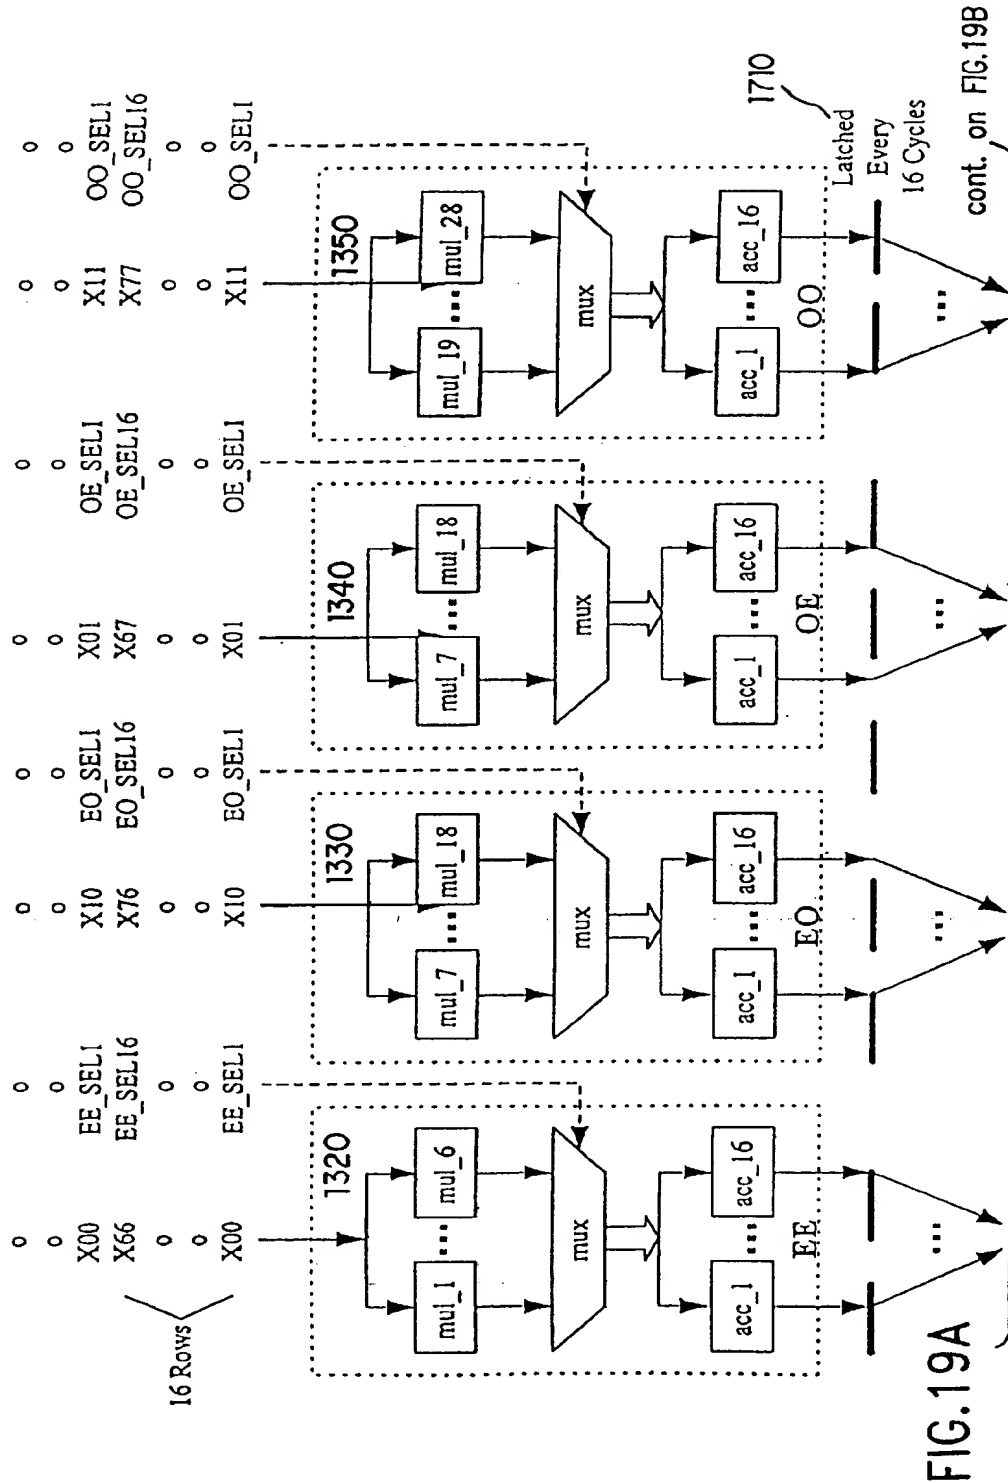 o o o o o o o o
o o o o o o o o
X00 EE_SEL1 X10 EO_SEL1 X01 OE_SEL1 X11 OO_SEL1
X66 EE_SEL16 X76 EO_SEL16 X67 OE_SEL16 X77 OO_SEL16
o o o o o o o o
o o o o o o o o
X00 EE_SEL1 X10 EO_SEL1 X01 OE_SEL1 X11 OO_SEL1
16 Rows
1320 1330 1340 1350
mul_1 ... mul_6 mul_7 ... mul_18 mul_7 ... mul_18 mul_19 ... mul_28
mux mux mux mux
acc_1 ... acc_16 acc_1 ... acc_16 acc_1 ... acc_16 acc_1 ... acc_16
EE EO OE OO
1710
Latched
Every
16 Cycles
... ... ... ...
FIG.19A
cont. on FIG.19B